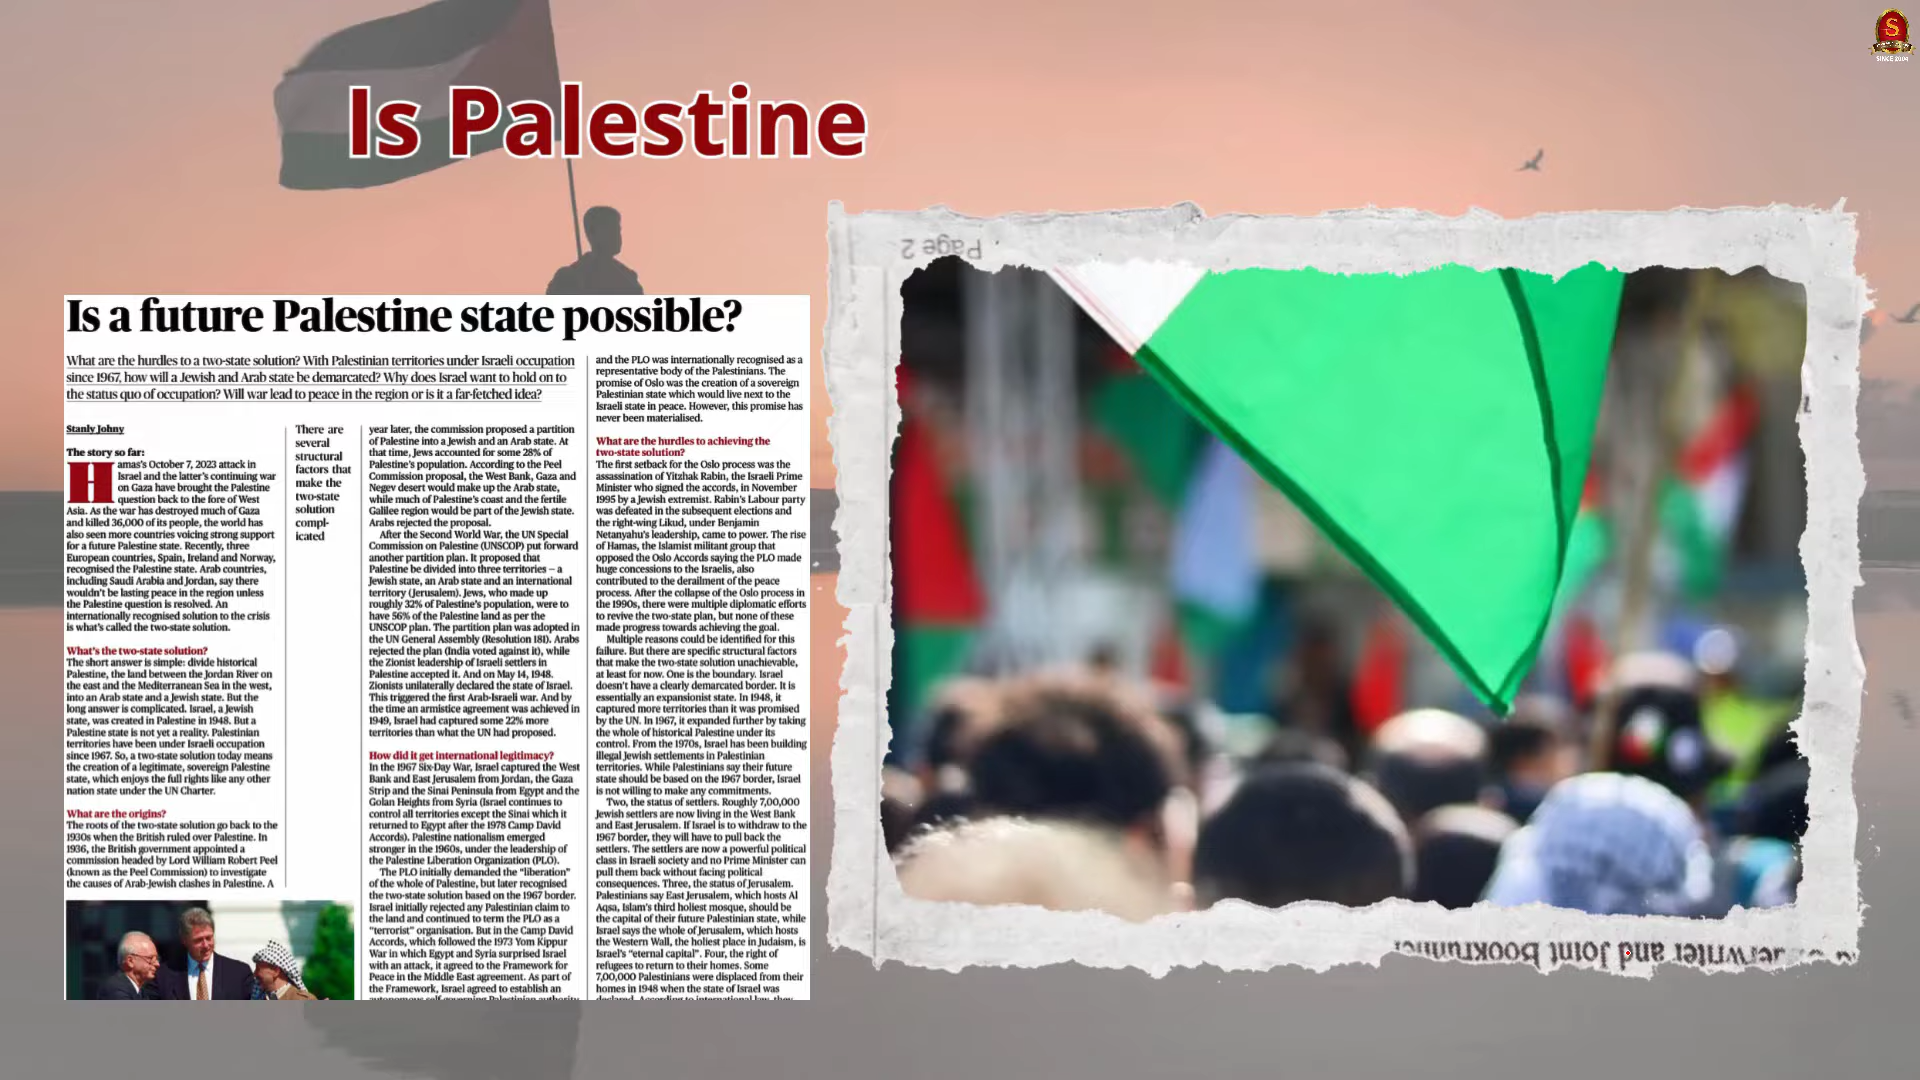 Is Palestine
S
SINCE 2004
Page 2
Is a future Palestine state possible?
What are the hurdles to a two-state solution? With Palestinian territories under Israeli occupation
since 1967, how will a Jewish and Arab state be demarcated? Why does Israel want to hold on to
the status quo of occupation? Will war lead to peace in the region or is it a far-fetched idea?
Stanly Johny
The story so far:
Hamas's October 7, 2023 attack in
Israel and the latter's continuing war
on Gaza have brought the Palestine
question back to the fore of West
Asia. As the war has destroyed much of Gaza
and killed 36,000 of its people, the world has
also seen more countries voicing strong support
for a future Palestine state. Recently, three
European countries, Spain, Ireland and Norway,
recognised the Palestine state. Arab countries,
including Saudi Arabia and Jordan, say there
wouldn't be lasting peace in the region unless
the Palestine question is resolved. An
internationally recognised solution to the crisis
is what's called the two-state solution.
What's the two-state solution?
The short answer is simple: divide historical
Palestine, the land between the Jordan River on
the east and the Mediterranean Sea in the west,
into an Arab state and a Jewish state. But the
long answer is complicated. Israel, a Jewish
state, was created in Palestine in 1948. But a
Palestine state is not yet a reality. Palestinian
territories have been under Israeli occupation
since 1967. So, a two-state solution today means
the creation of a legitimate, sovereign Palestine
state, which enjoys the full rights like any other
nation state under the UN Charter.
What are the origins?
The roots of the two-state solution go back to the
1930s when the British ruled over Palestine. In
1936, the British government appointed a
commission headed by Lord William Robert Peel
(known as the Peel Commission) to investigate
the causes of Arab-Jewish clashes in Palestine. A
There are
several
structural
factors that
make the
two-state
solution
compl-
icated
year later, the commission proposed a partition
of Palestine into a Jewish and an Arab state. At
that time, Jews accounted for some 28% of
Palestine's population. According to the Peel
Commission proposal, the West Bank, Gaza and
Negev desert would make up the Arab state,
while much of Palestine's coast and the fertile
Galilee region would be part of the Jewish state.
Arabs rejected the proposal.
After the Second World War, the UN Special
Commission on Palestine (UNSCOP) put forward
another partition plan. It proposed that
Palestine be divided into three territories – a
Jewish state, an Arab state and an international
territory (Jerusalem). Jews, who made up
roughly 32% of Palestine's population, were to
have 56% of the Palestine land as per the
UNSCOP plan. The partition plan was adopted in
the UN General Assembly (Resolution 181). Arabs
rejected the plan (India voted against it), while
the Zionist leadership of Israeli settlers in
Palestine accepted it. And on May 14, 1948.
Zionists unilaterally declared the state of Israel.
This triggered the first Arab-Israeli war. And by
the time an armistice agreement was achieved in
1949, Israel had captured some 22% more
territories than what the UN had proposed.
How did it get international legitimacy?
In the 1967 Six-Day War, Israel captured the West
Bank and East Jerusalem from Jordan, the Gaza
Strip and the Sinai Peninsula from Egypt and the
Golan Heights from Syria (Israel continues to
control all territories except the Sinai which it
returned to Egypt after the 1978 Camp David
Accords). Palestine nationalism emerged
stronger in the 1960s, under the leadership of
the Palestine Liberation Organization (PLO).
The PLO initially demanded the "liberation"
of the whole of Palestine, but later recognised
the two-state solution based on the 1967 border.
Israel initially rejected any Palestinian claim to
the land and continued to term the PLO as a
"terrorist" organisation. But in the Camp David
Accords, which followed the 1973 Yom Kippur
War in which Egypt and Syria surprised Israel
with an attack, it agreed to the Framework for
Peace in the Middle East agreement. As part of
the Framework, Israel agreed to establish an
autonomous self-governing Palestinian authority
and the PLO was internationally recognised as a
representative body of the Palestinians. The
promise of Oslo was the creation of a sovereign
Palestinian state which would live next to the
Israeli state in peace. However, this promise has
never been materialised.
What are the hurdles to achieving the
two-state solution?
The first setback for the Oslo process was the
assassination of Yitzhak Rabin, the Israeli Prime
Minister who signed the accords, in November
1995 by a Jewish extremist. Rabin's Labour party
was defeated in the subsequent elections and
the right-wing Likud, under Benjamin
Netanyahu's leadership, came to power. The rise
of Hamas, the Islamist militant group that
opposed the Oslo Accords saying the PLO made
huge concessions to the Israelis, also
contributed to the derailment of the peace
process. After the collapse of the Oslo process in
the 1990s, there were multiple diplomatic efforts
to revive the two-state plan, but none of these
made progress towards achieving the goal.
Multiple reasons could be identified for this
failure. But there are specific structural factors
that make the two-state solution unachievable,
at least for now. One is the boundary. Israel
doesn't have a clearly demarcated border. It is
essentially an expansionist state. In 1948, it
captured more territories than it was promised
by the UN. In 1967, it expanded further by taking
the whole of historical Palestine under its
control. From the 1970s, Israel has been building
illegal Jewish settlements in Palestinian
territories. While Palestinians say their future
state should be based on the 1967 border, Israel
is not willing to make any commitments.
Two, the status of settlers. Roughly 7,00,000
Jewish settlers are now living in the West Bank
and East Jerusalem. If Israel is to withdraw to the
1967 border, they will have to pull back the
settlers. The settlers are now a powerful political
class in Israeli society and no Prime Minister can
pull them back without facing political
consequences. Three, the status of Jerusalem.
Palestinians say East Jerusalem, which hosts Al
Aqsa, Islam's third holiest mosque, should be
the capital of their future Palestinian state, while
Israel says the whole of Jerusalem, which hosts
the Western Wall, the holiest place in Judaism, is
Israel's "eternal capital". Four, the right of
refugees to return to their homes. Some
7,00,000 Palestinians were displaced from their
homes in 1948 when the state of Israel was
declared. According to international law, they
and Joint Bookrunner